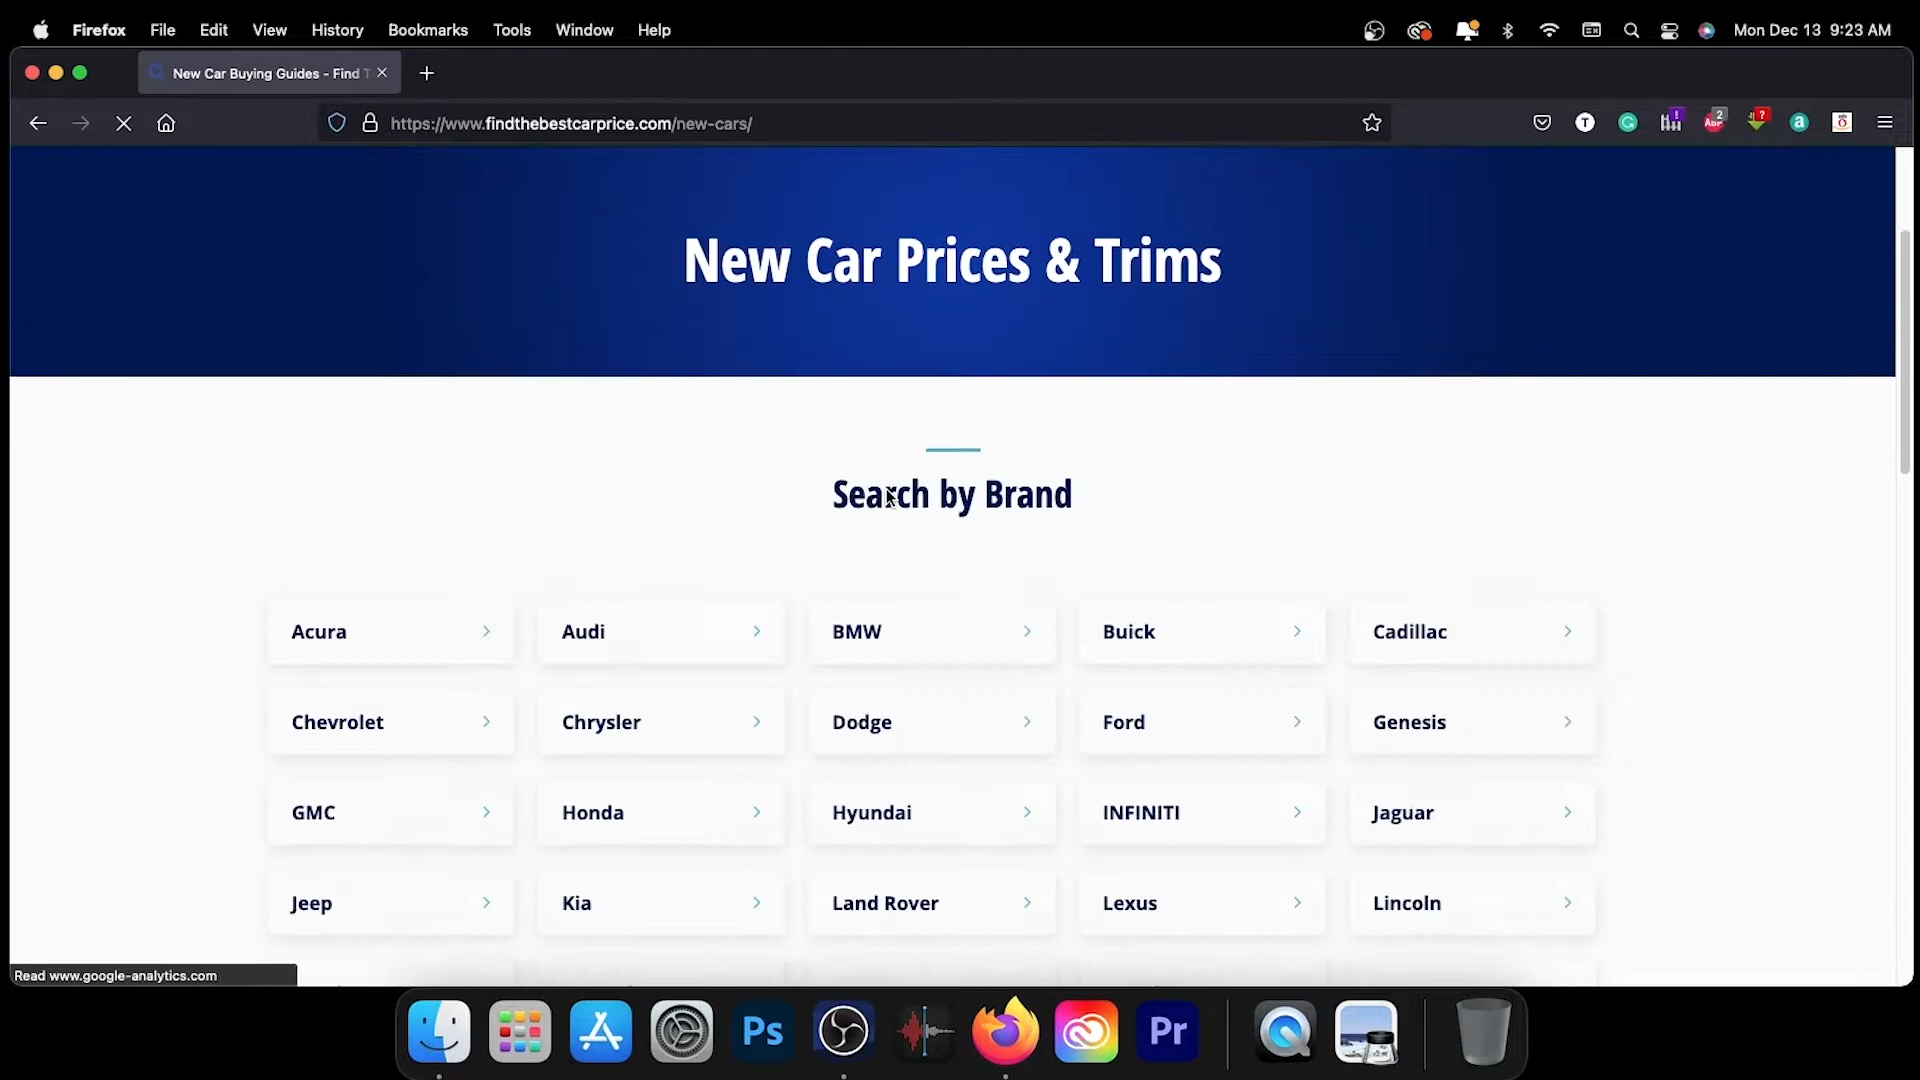 Firefox File Edit View History Bookmarks Tools Window Help Mon Dec 13 9:23 AM
New Car Buying Guides - Find T
https://www.findthebestcarprice.com/new-cars/
T G ! ABP 2 ? a
New Car Prices & Trims
Search by Brand
Acura Audi BMW Buick Cadillac
Chevrolet Chrysler Dodge Ford Genesis
GMC Honda Hyundai INFINITI Jaguar
Jeep Kia Land Rover Lexus Lincoln
Read www.google-analytics.com
Ps Pr